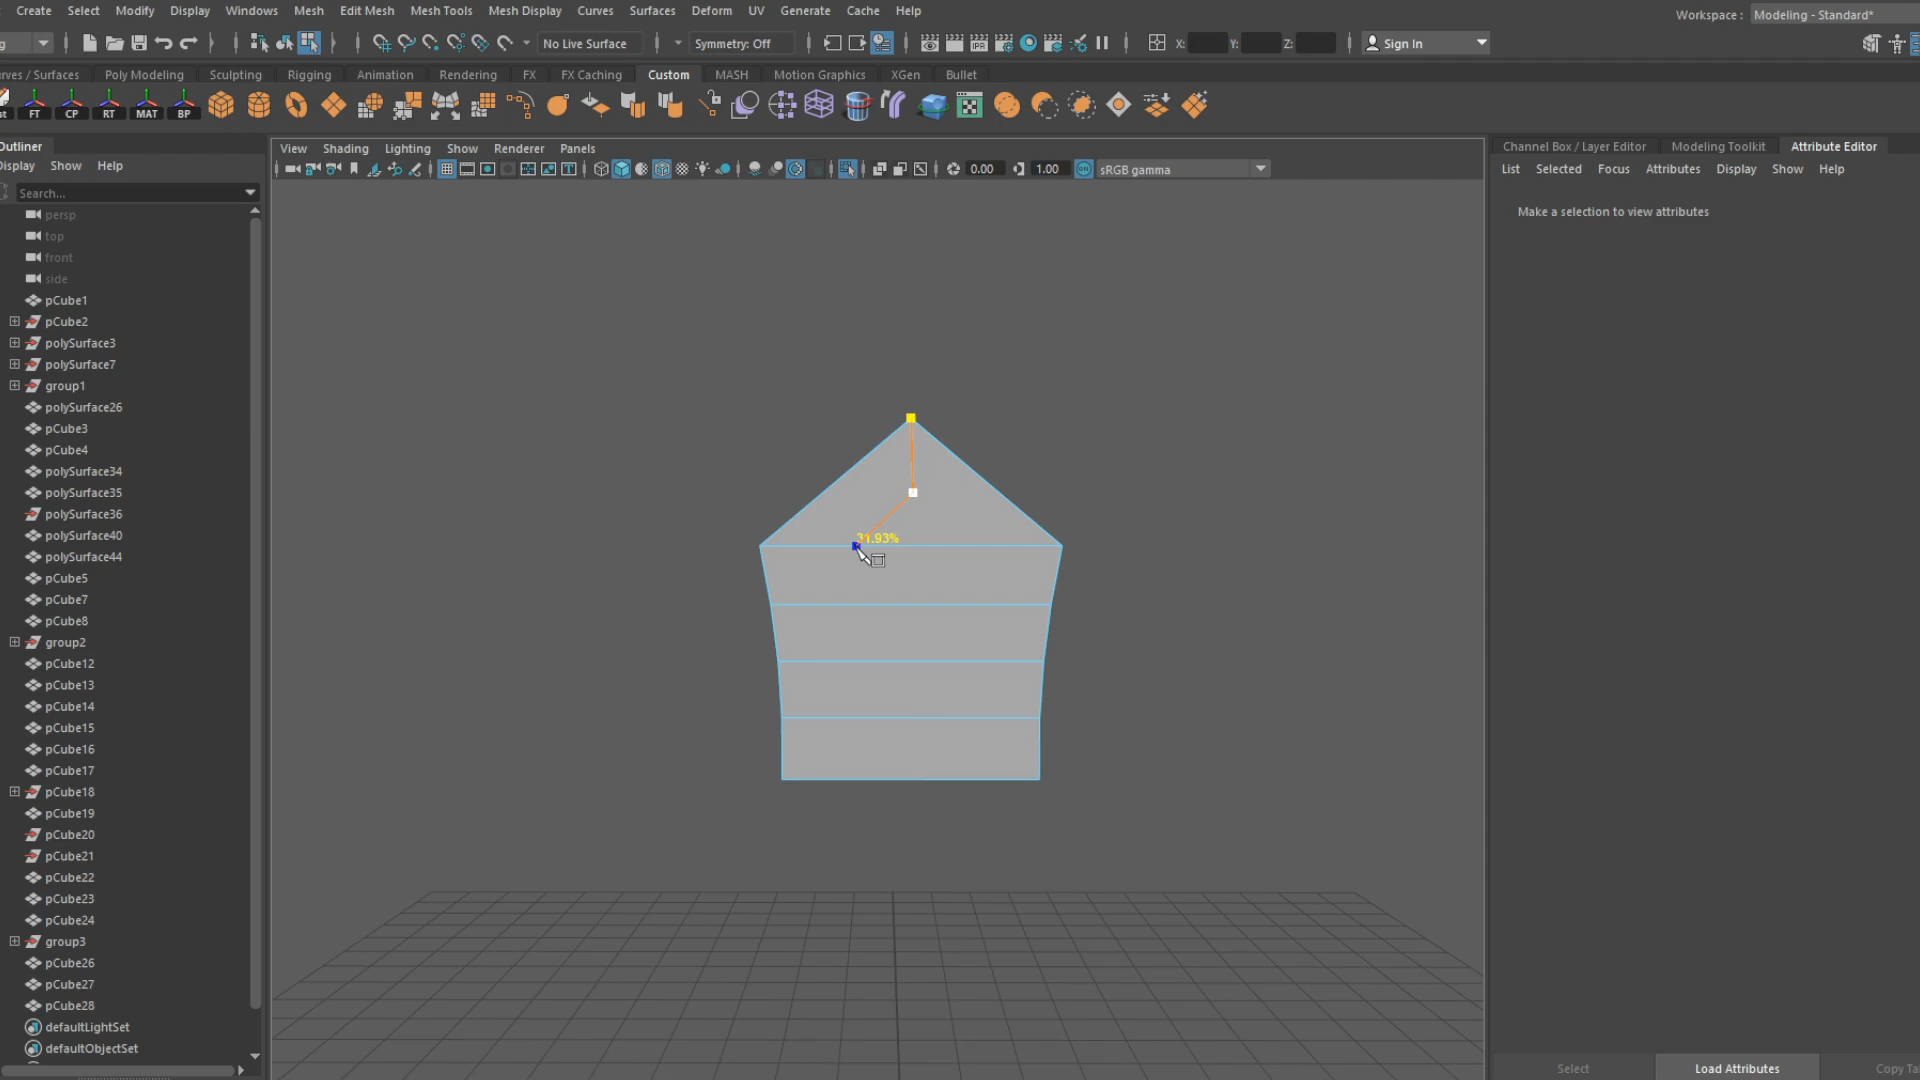 Create Select Modify Display Windows Mesh Edit Mesh Mesh Tools Mesh Display Curves Surfaces Deform UV Generate Cache Help
Workspace : Modeling - Standard*
No Live Surface
Symmetry: Off
X:
Y:
Z:
Sign In
Poly Modeling Sculpting Rigging Animation Rendering FX FX Caching Custom MASH Motion Graphics XGen Bullet
FT CP RT MAT BP
IPR
Outliner
Display Show Help
Search...
persp
top
front
side
pCube1
pCube2
polySurface3
polySurface7
group1
polySurface26
pCube3
pCube4
polySurface34
polySurface35
polySurface36
polySurface40
polySurface44
pCube5
pCube7
pCube8
group2
pCube12
pCube13
pCube14
pCube15
pCube16
pCube17
pCube18
pCube19
pCube20
pCube21
pCube22
pCube23
pCube24
group3
pCube26
pCube27
pCube28
defaultLightSet
defaultObjectSet
View Shading Lighting Show Renderer Panels
0.00
1.00
sRGB gamma
31.93%
Channel Box / Layer Editor Modeling Toolkit Attribute Editor
List Selected Focus Attributes Display Show Help
Make a selection to view attributes
Select
Load Attributes
Copy Ta